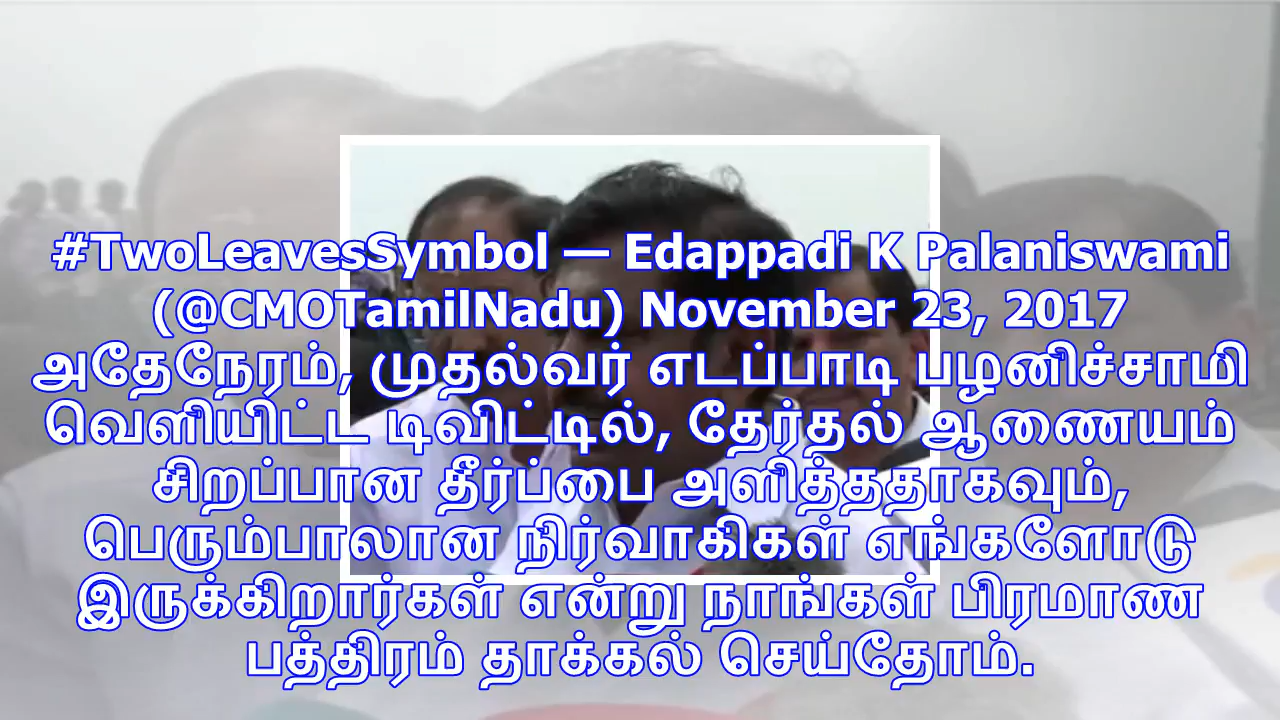 #TwoLeavesSymbol — Edappadi K Palaniswami
(@CMOTamilNadu) November 23, 2017
அதேநேரம், முதல்வர் எடப்பாடி பழனிச்சாமி
வெளியிட்ட டிவிட்டில், தேர்தல் ஆணையம்
சிறப்பான தீர்ப்பை அளித்ததாகவும்,
பெரும்பாலான நிர்வாகிகள் எங்களோடு
இருக்கிறார்கள் என்று நாங்கள் பிரமாண
பத்திரம் தாக்கல் செய்தோம்.